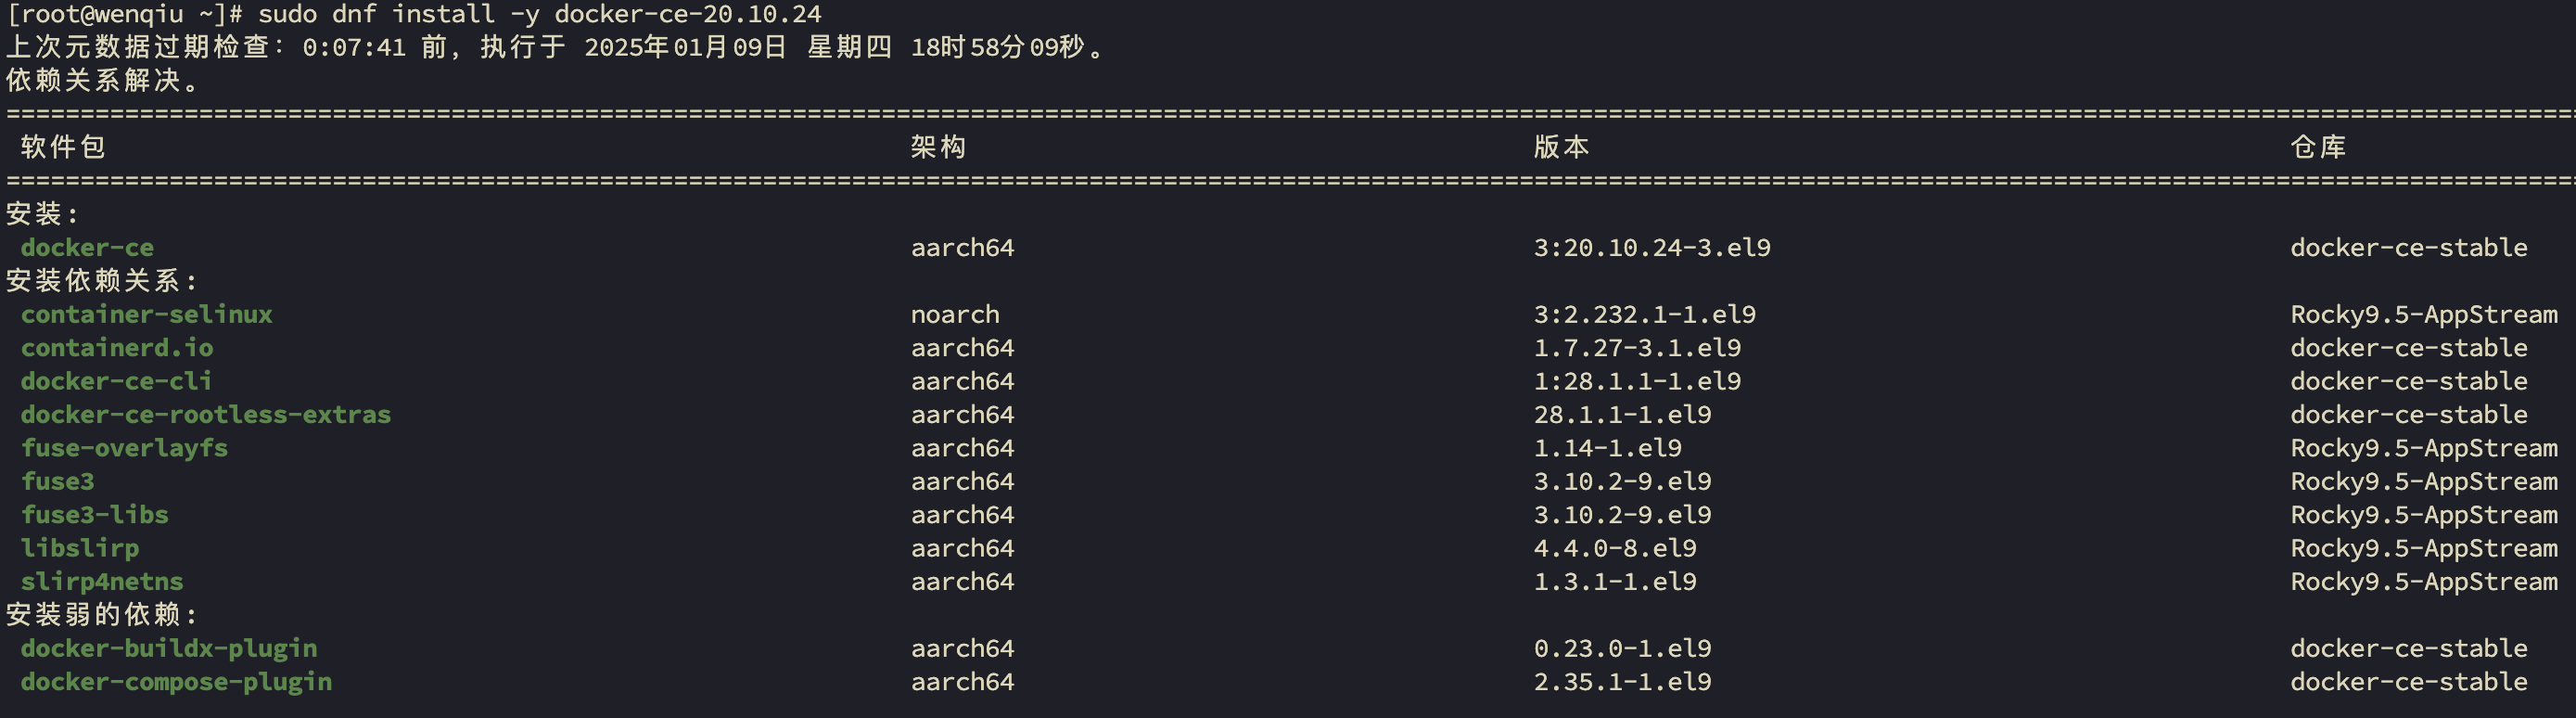 [root@wenqiu ~]# sudo dnf install -y docker-ce-20.10.24
上次元数据过期检查：0:07:41 前，执行于 2025年01月09日 星期四 18时58分09秒。
依赖关系解决。
================================================================================
软件包 架构 版本 仓库
================================================================================
安装:
docker-ce aarch64 3:20.10.24-3.el9 docker-ce-stable
安装依赖关系:
container-selinux noarch 3:2.232.1-1.el9 Rocky9.5-AppStream
containerd.io aarch64 1.7.27-3.1.el9 docker-ce-stable
docker-ce-cli aarch64 1:28.1.1-1.el9 docker-ce-stable
docker-ce-rootless-extras aarch64 28.1.1-1.el9 docker-ce-stable
fuse-overlayfs aarch64 1.14-1.el9 Rocky9.5-AppStream
fuse3 aarch64 3.10.2-9.el9 Rocky9.5-AppStream
fuse3-libs aarch64 3.10.2-9.el9 Rocky9.5-AppStream
libslirp aarch64 4.4.0-8.el9 Rocky9.5-AppStream
slirp4netns aarch64 1.3.1-1.el9 Rocky9.5-AppStream
安装弱的依赖:
docker-buildx-plugin aarch64 0.23.0-1.el9 docker-ce-stable
docker-compose-plugin aarch64 2.35.1-1.el9 docker-ce-stable